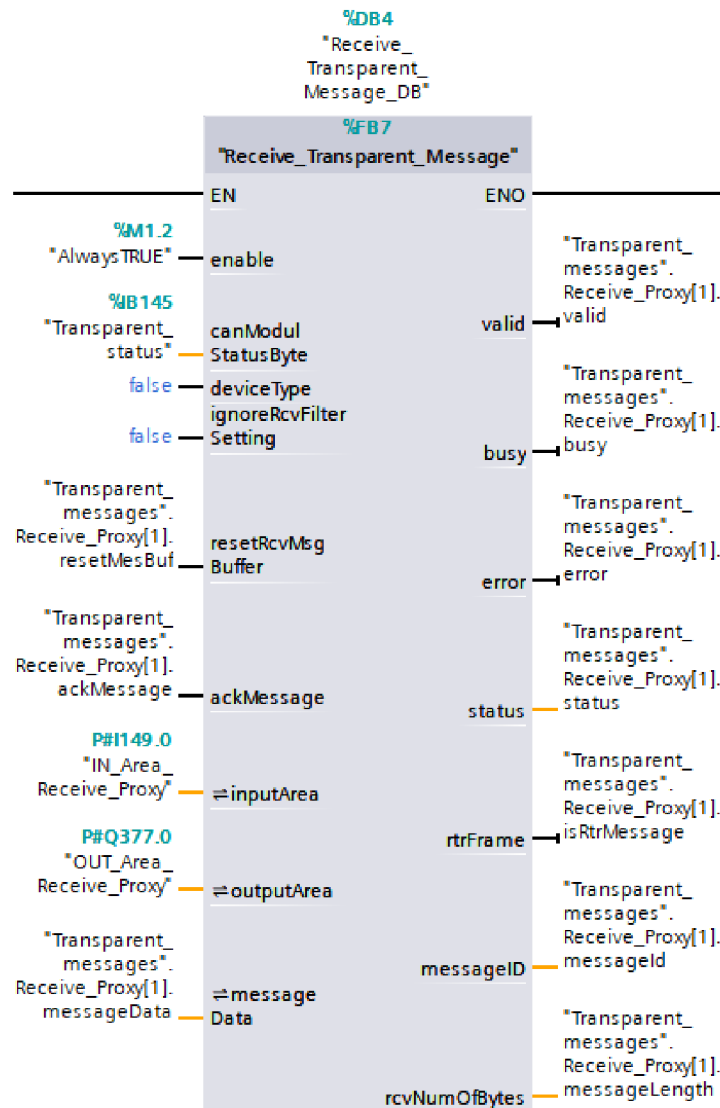 %DB4
"Receive_
Transparent_
Message_DB"
%FB7
"Receive_Transparent_Message"
EN
ENO
%M1.2
"AlwaysTRUE"
enable
%IB145
"Transparent_
status"
canModul
StatusByte
false
deviceType
false
ignoreRcvFilter
Setting
"Transparent_
messages".
Receive_Proxy[1].
resetMesBuf
resetRcvMsg
Buffer
"Transparent_
messages".
Receive_Proxy[1].
ackMessage
ackMessage
P#I149.0
"IN_Area_
Receive_Proxy"
⇌inputArea
P#Q377.0
"OUT_Area_
Receive_Proxy"
⇌outputArea
"Transparent_
messages".
Receive_Proxy[1].
messageData
⇌message
Data
valid
"Transparent_
messages".
Receive_Proxy[1].
valid
busy
"Transparent_
messages".
Receive_Proxy[1].
busy
error
"Transparent_
messages".
Receive_Proxy[1].
error
status
"Transparent_
messages".
Receive_Proxy[1].
status
rtrFrame
"Transparent_
messages".
Receive_Proxy[1].
isRtrMessage
messageID
"Transparent_
messages".
Receive_Proxy[1].
messageId
rcvNumOfBytes
"Transparent_
messages".
Receive_Proxy[1].
messageLength